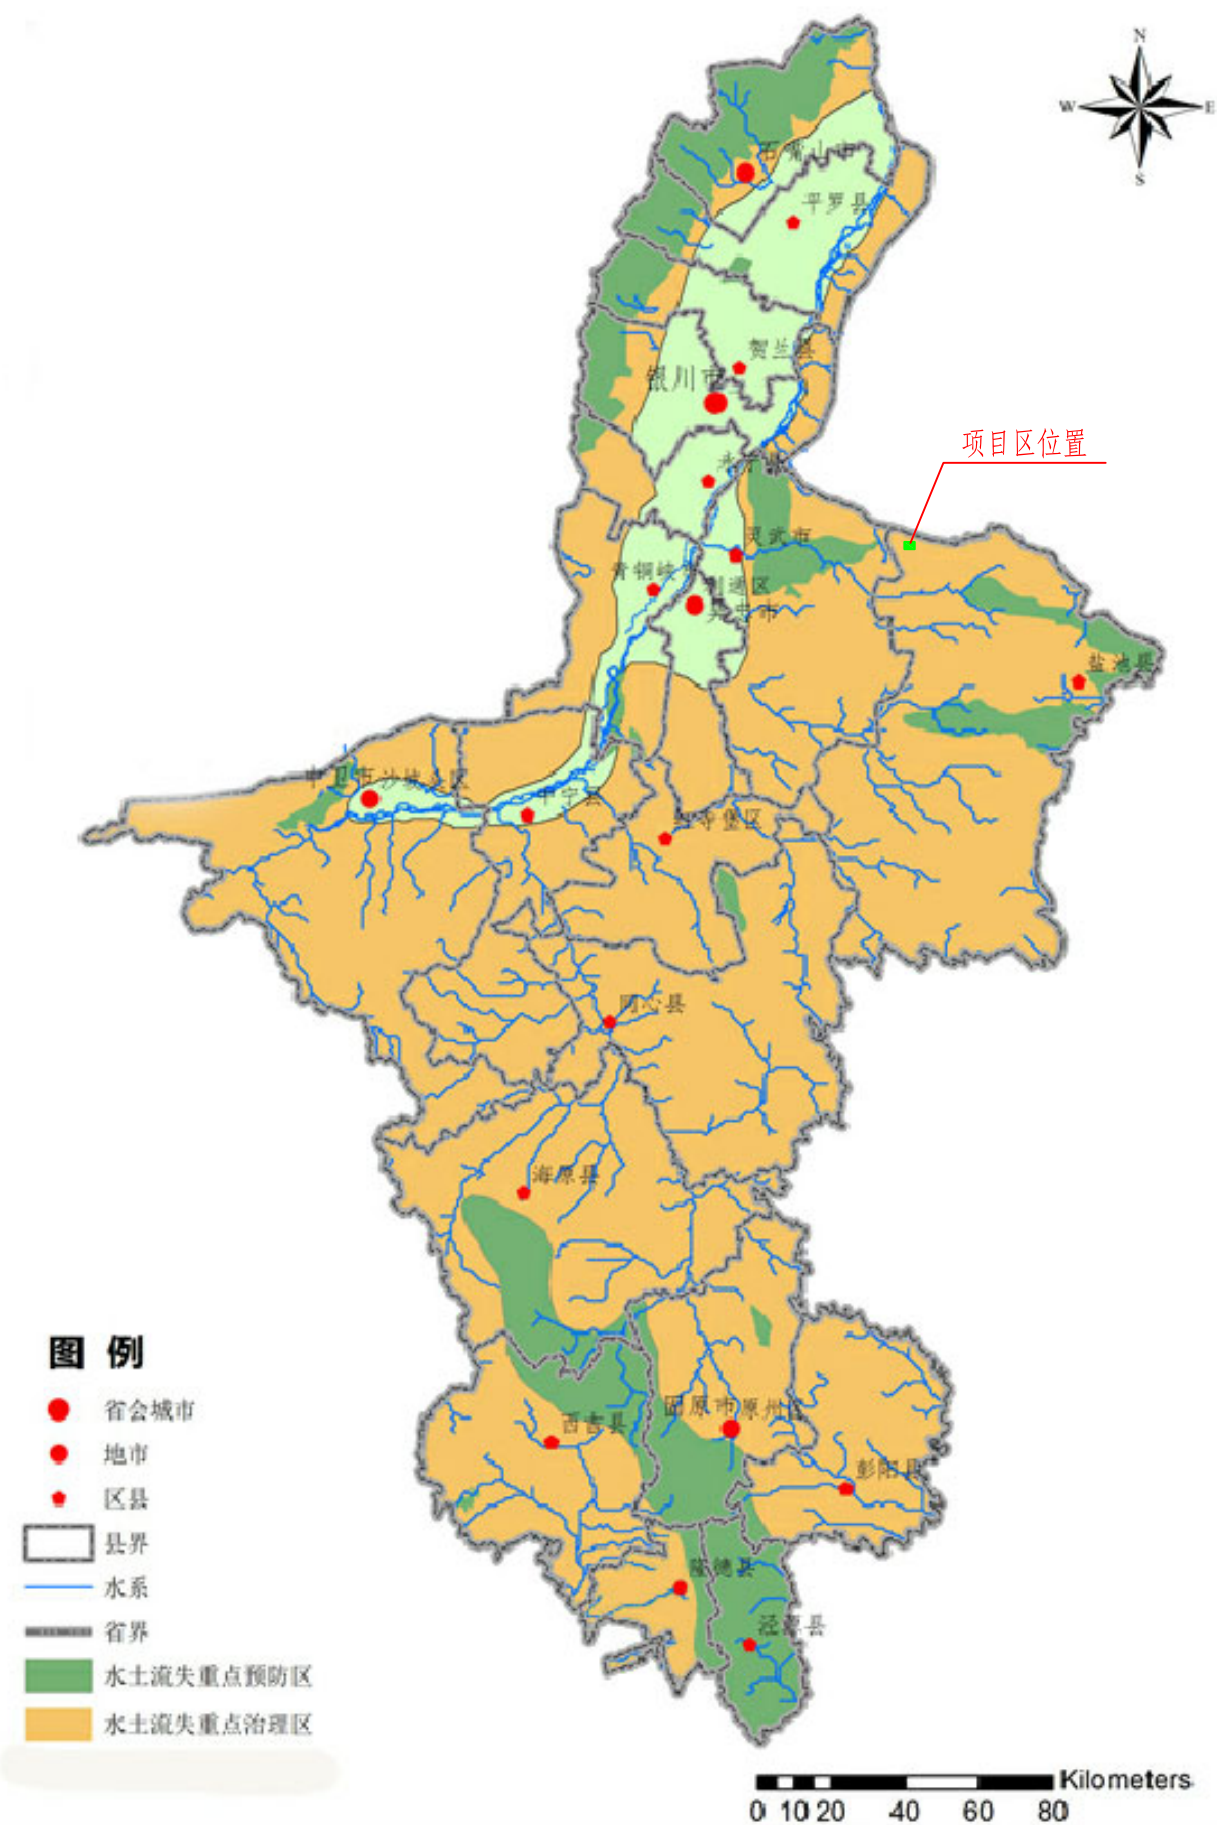 N
W
E
S
石嘴山市
平罗县
贺兰县
银川市
项目区位置
灵武市
青铜峡
利通区
吴忠市
盐池县
中卫市沙坡头区
中宁县
红寺堡区
同心县
海原县
固原市原州区
西吉县
彭阳县
隆德县
泾源县
图 例
省会城市
地市
区县
县界
水系
省界
水土流失重点预防区
水土流失重点治理区
Kilometers
0 10 20 40 60 80